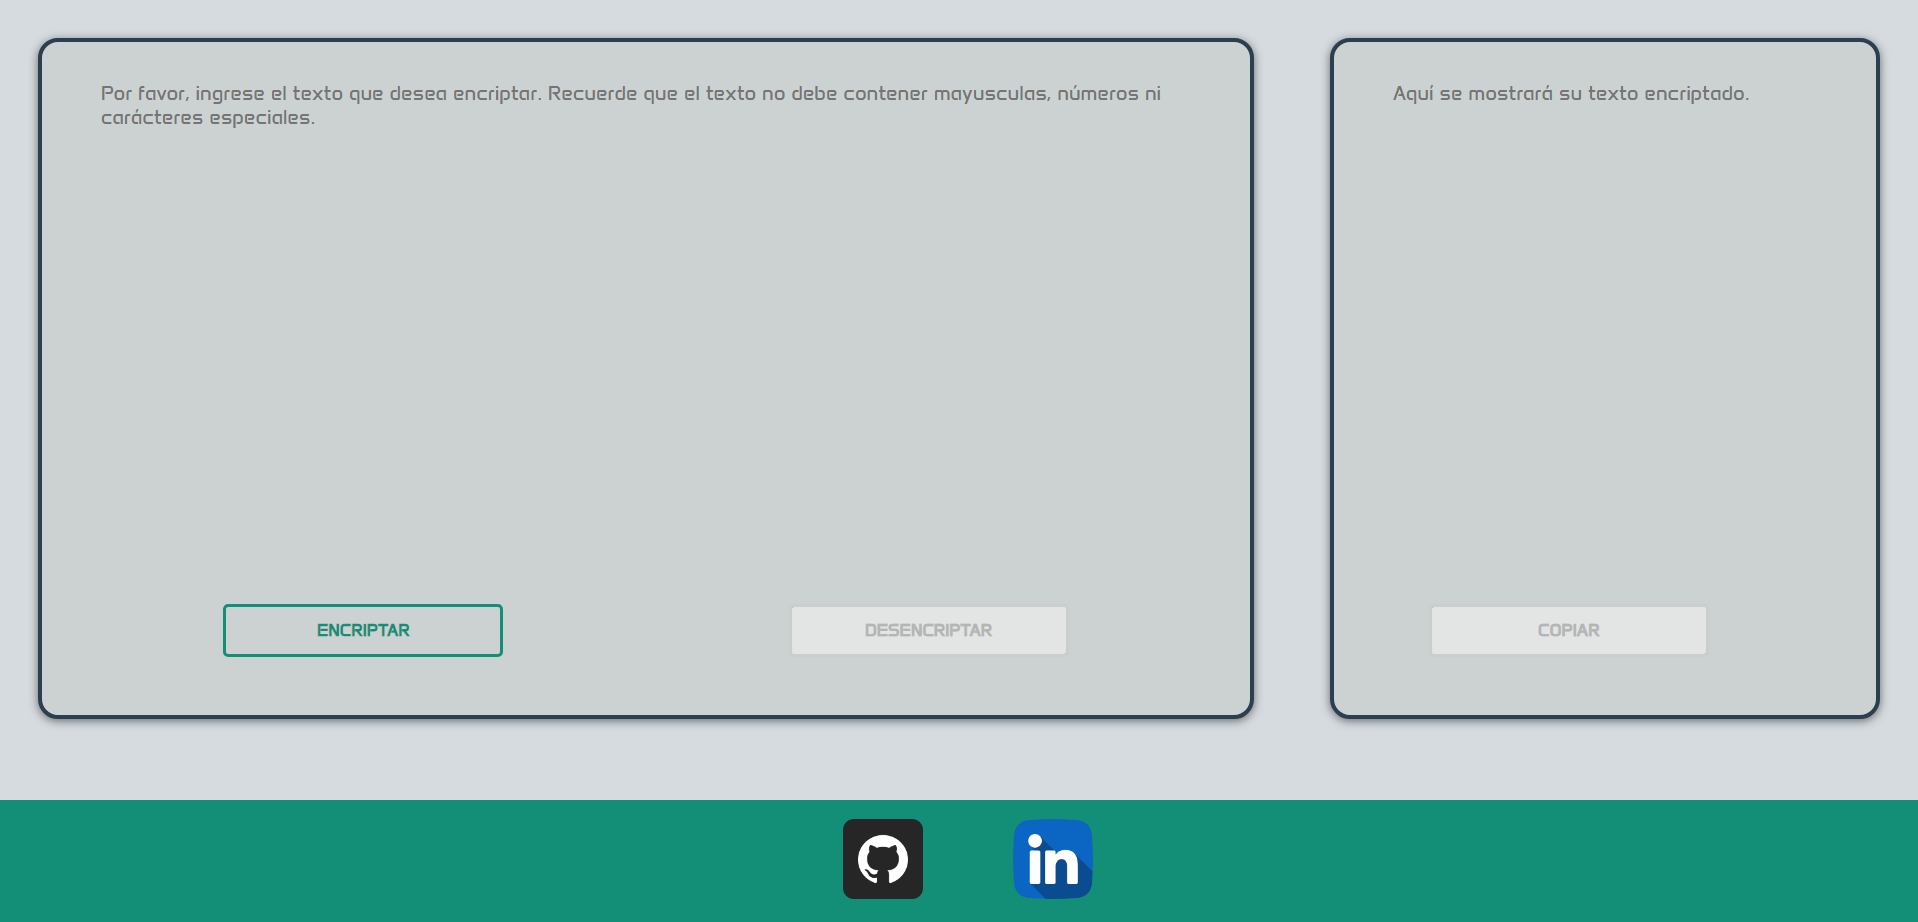 Por favor, ingrese el texto que desea encriptar. Recuerde que el texto no debe contener mayusculas, números ni
carácteres especiales.
Aquí se mostrará su texto encriptado.
ENCRIPTAR
DESENCRIPTAR
COPIAR
in